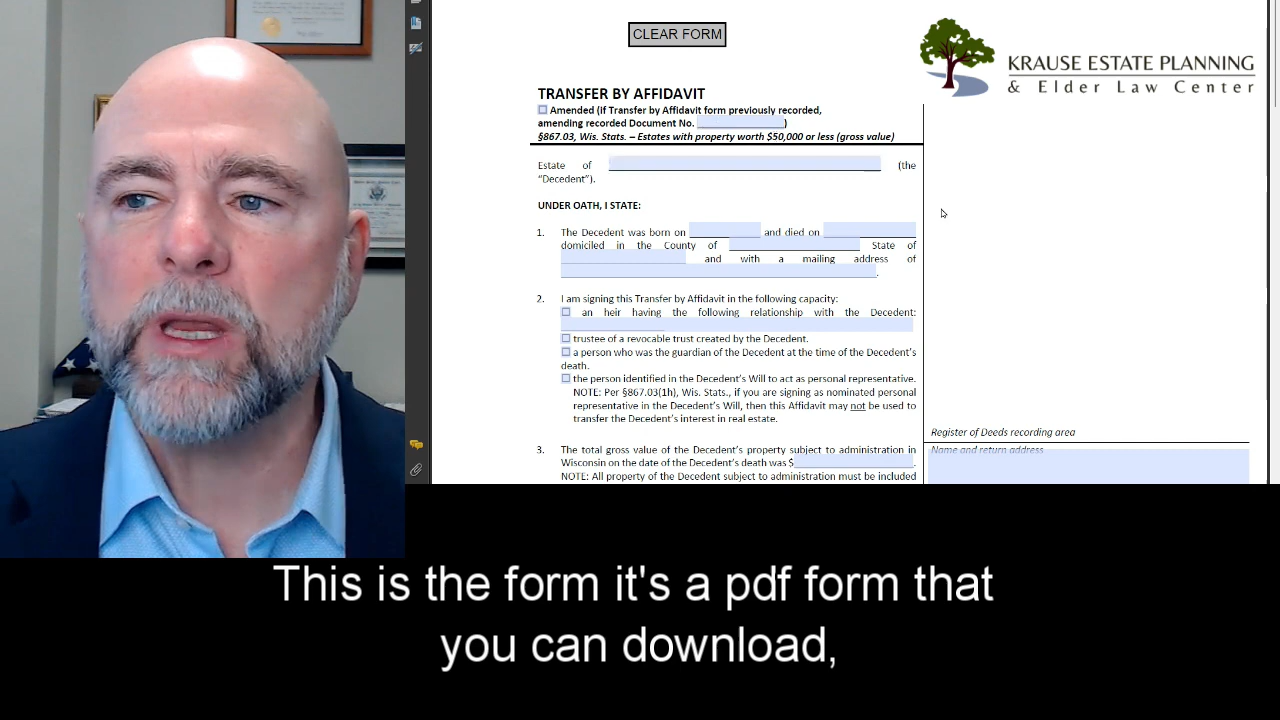 CLEAR FORM
KRAUSE ESTATE PLANNING
& Elder Law Center
TRANSFER BY AFFIDAVIT
Amended (if Transfer by Affidavit form previously recorded,
amending recorded Document No. )
§867.03, Wis. Stats. – Estates with property worth $50,000 or less (gross value)
Estate of (the
“Decedent”).
UNDER OATH, I STATE:
1. The Decedent was born on and died on
domiciled in the County of State of
and with a mailing address of
.
2. I am signing this Transfer by Affidavit in the following capacity:
an heir having the following relationship with the Decedent:
trustee of a revocable trust created by the Decedent.
a person who was the guardian of the Decedent at the time of the Decedent’s
death.
the person identified in the Decedent’s Will to act as personal representative.
NOTE: Per §867.03(1h), Wis. Stats., if you are signing as nominated personal
representative in the Decedent’s Will, then this Affidavit may not be used to
transfer the Decedent’s interest in real estate.
3. The total gross value of the Decedent’s property subject to administration in
Wisconsin on the date of the Decedent’s death was $ .
NOTE: All property of the Decedent subject to administration must be included
Register of Deeds recording area
Name and return address
This is the form it's a pdf form that
you can download,